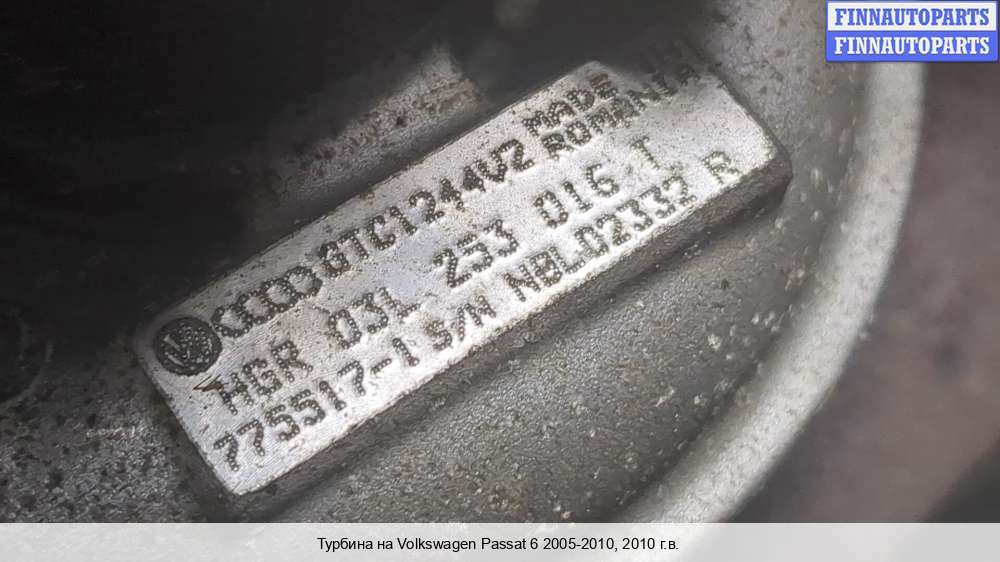 FINNAUTOPARTS
FINNAUTOPARTS
GTC1244VZ MADE
ROMANIA
HGR 03L 253 016 T
775517-1 S/N NBL02332 R
Турбина на Volkswagen Passat 6 2005-2010, 2010 г.в.